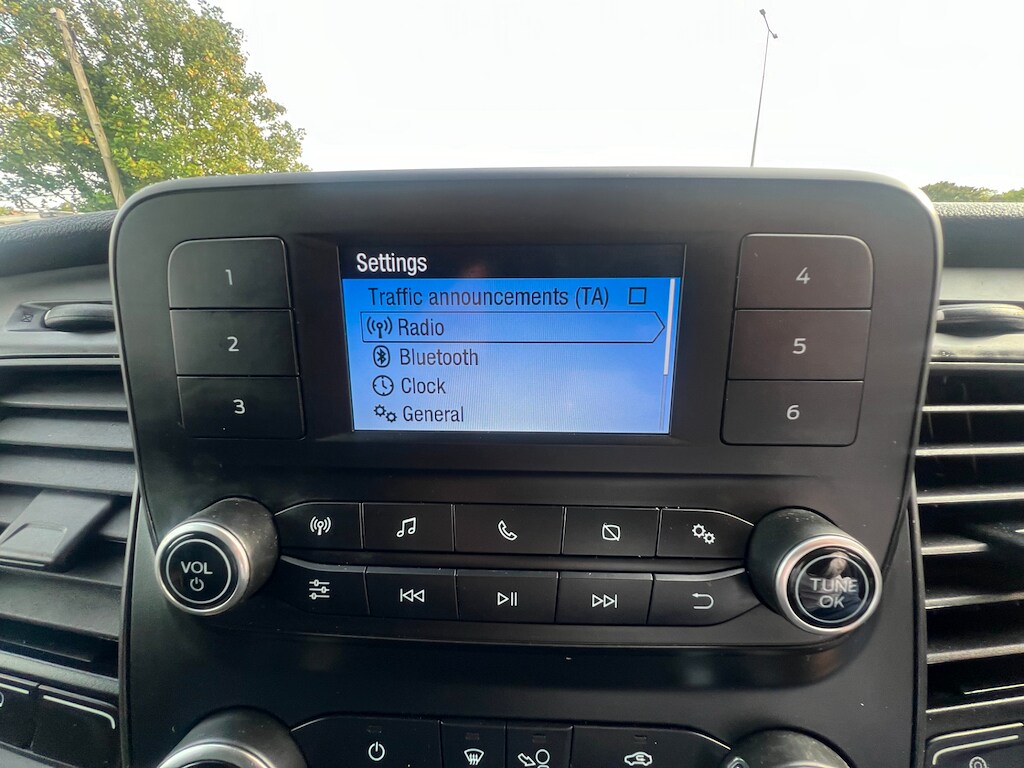 Settings
Traffic announcements (TA)
Radio
Bluetooth
Clock
General
1
2
3
4
5
6
VOL
TUNE
OK